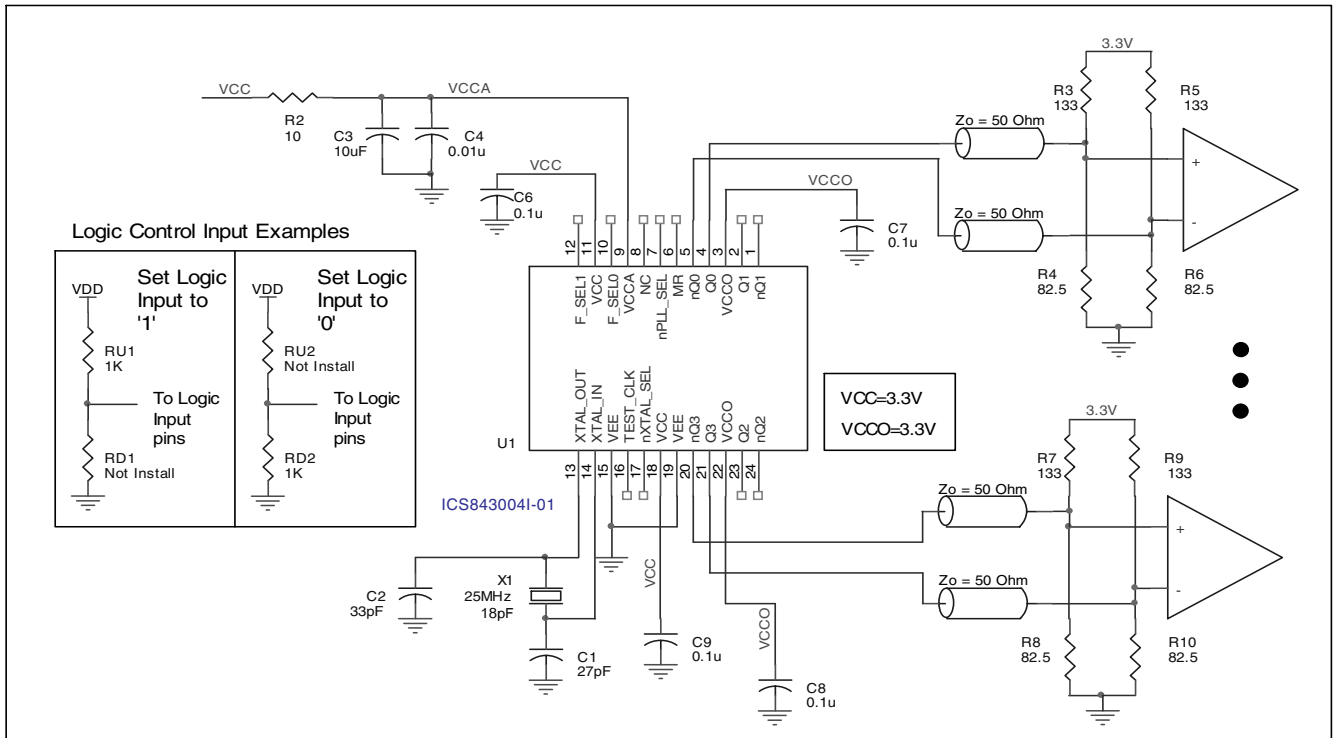 3.3V
R3
133
R5
133
VCC
VCCA
R2
10
C3
10uF
C4
0.01u
Zo = 50 Ohm
+
VCC
VCCO
C6
0.1u
C7
0.1u
Zo = 50 Ohm
-
Logic Control Input Examples
Set Logic
Input to
'1'
VDD
RU1
1K
To Logic
Input
pins
RD1
Not Install
Set Logic
Input to
'0'
VDD
RU2
Not Install
To Logic
Input
pins
RD2
1K
12
11
10
9
8
7
6
5
4
3
2
1
F_SEL1
VCC
F_SEL0
VCCA
NC
nPLL_SEL
MR
nQ0
Q0
VCCO
Q1
nQ1
R4
82.5
R6
82.5
XTAL_OUT
XTAL_IN
VEE
TEST_CLK
nXTAL_SEL
VCC
VEE
nQ3
Q3
VCCO
Q2
nQ2
U1
13
14
15
16
17
18
19
20
21
22
23
24
VCC=3.3V
VCCO=3.3V
ICS843004I-01
3.3V
R7
133
R9
133
Zo = 50 Ohm
+
C2
33pF
X1
25MHz
18pF
VCC
Zo = 50 Ohm
-
C1
27pF
C9
0.1u
VCCO
C8
0.1u
R8
82.5
R10
82.5